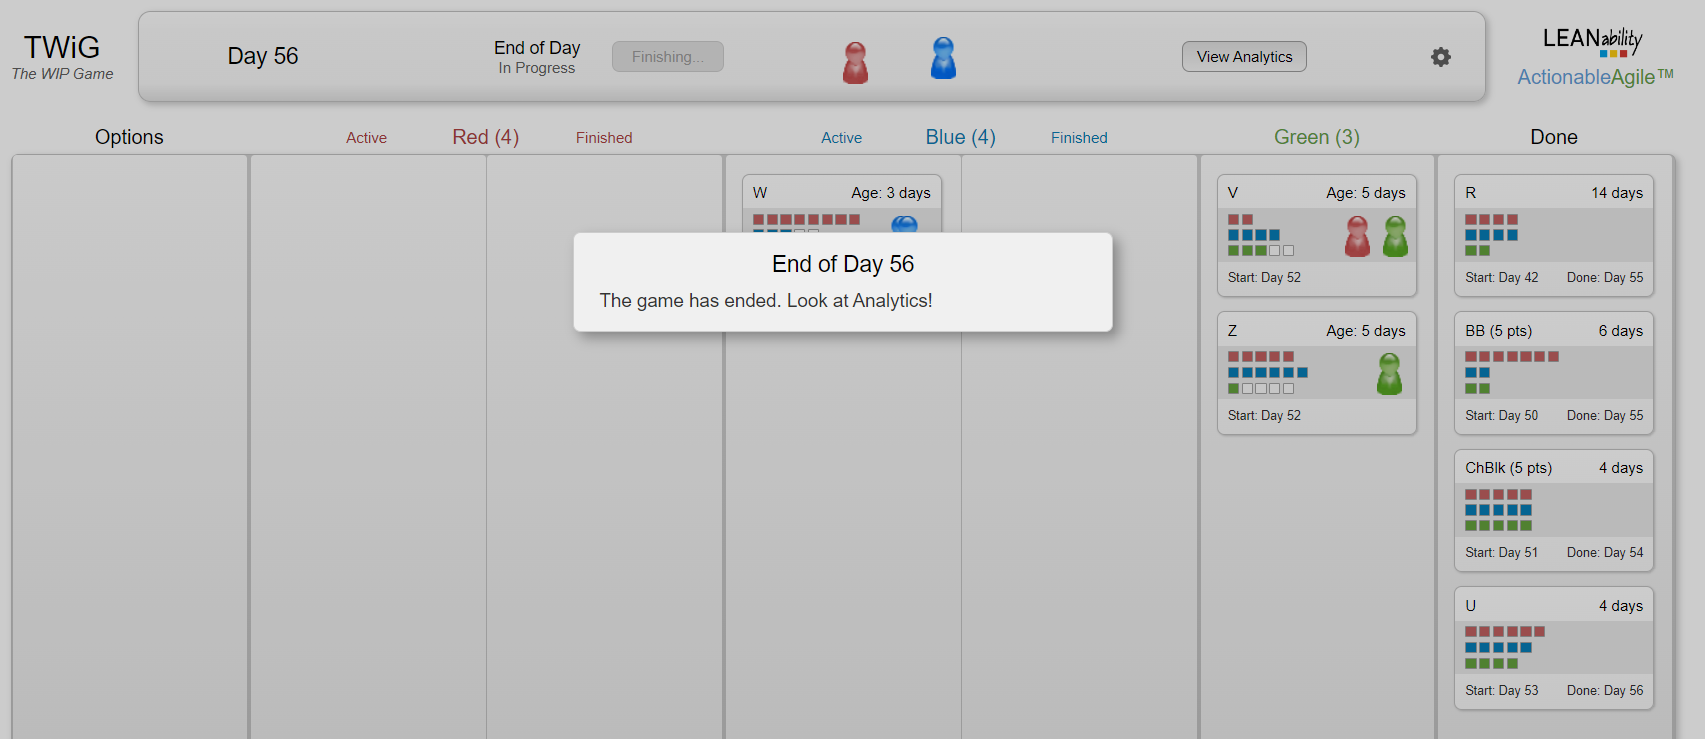 TWiG
The WIP Game
Day 56
End of Day
In Progress
Finishing...
View Analytics
LEANability
ActionableAgile™
Options
Active
Red (4)
Finished
Active
Blue (4)
Finished
Green (3)
Done
W
Age: 3 days
End of Day 56
The game has ended. Look at Analytics!
V
Age: 5 days
Start: Day 52
Z
Age: 5 days
Start: Day 52
R
14 days
Start: Day 42
Done: Day 55
BB (5 pts)
6 days
Start: Day 50
Done: Day 55
ChBlk (5 pts)
4 days
Start: Day 51
Done: Day 54
U
4 days
Start: Day 53
Done: Day 56